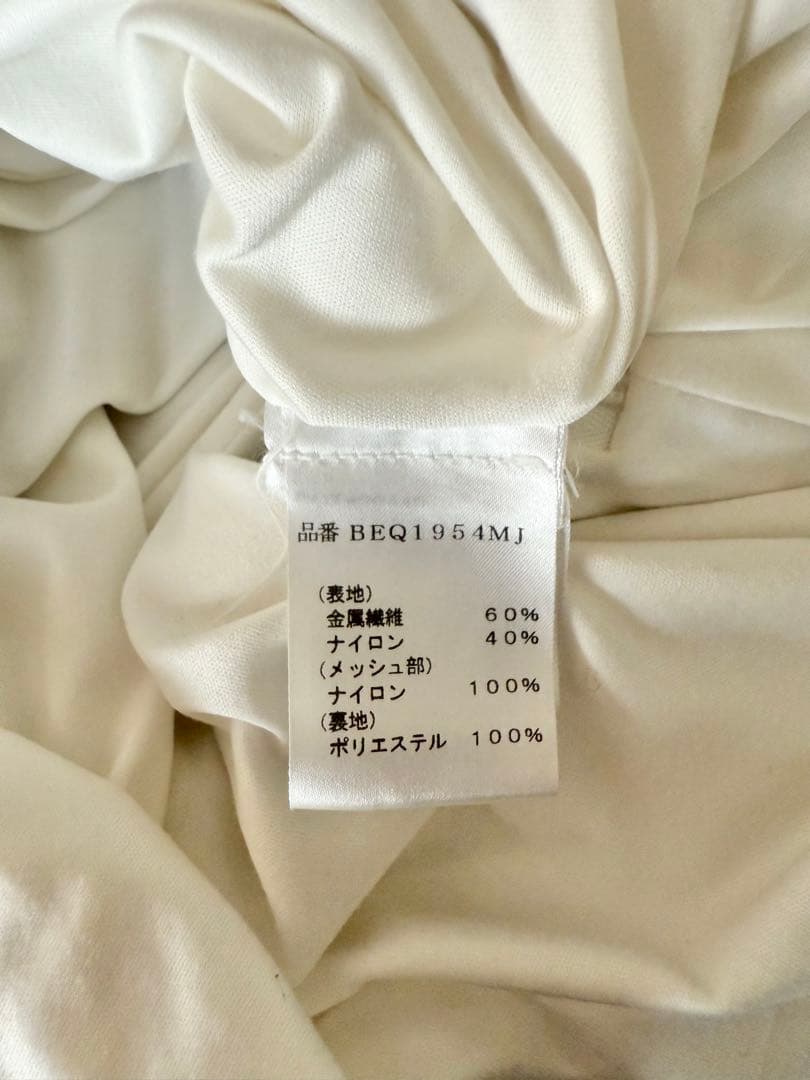 品番 BEQ1954MJ
(表地)
金属繊維 60%
ナイロン 40%
(メッシュ部)
ナイロン 100%
(裏地)
ポリエステル 100%